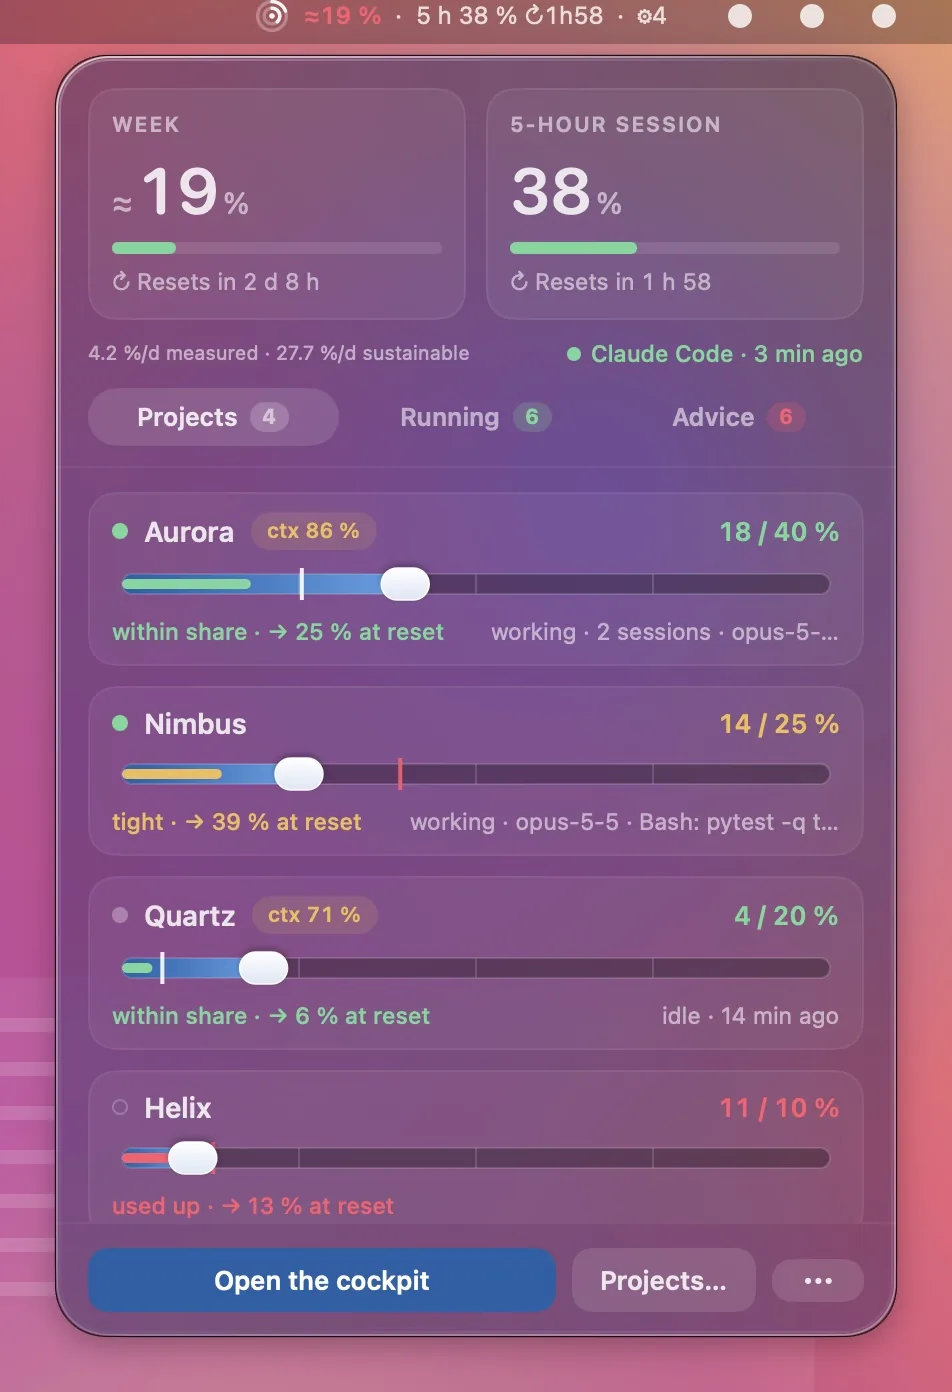 ≈19 % · 5 h 38 % ↻1h58 · ⚙4
WEEK
≈ 19 %
↻ Resets in 2 d 8 h
5-HOUR SESSION
38 %
↻ Resets in 1 h 58
4.2 %/d measured · 27.7 %/d sustainable
Claude Code · 3 min ago
Projects 4
Running 6
Advice 6
Aurora ctx 86 % 18 / 40 %
within share · → 25 % at reset working · 2 sessions · opus-5-…
Nimbus 14 / 25 %
tight · → 39 % at reset working · opus-5-5 · Bash: pytest -q t…
Quartz ctx 71 % 4 / 20 %
within share · → 6 % at reset idle · 14 min ago
Helix 11 / 10 %
used up · → 13 % at reset
Open the cockpit Projects… •••